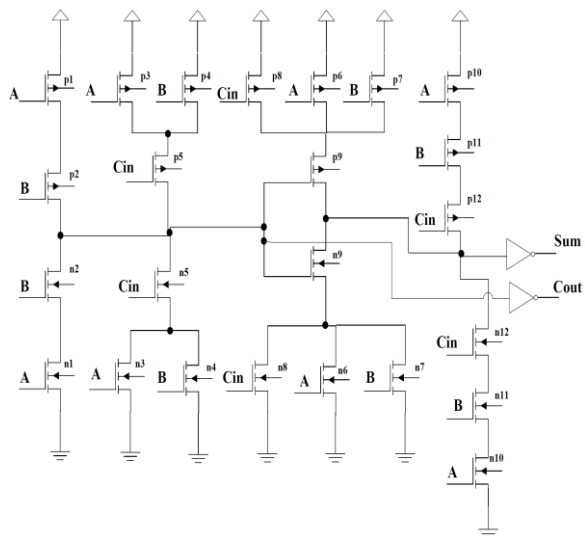 p1 p3 p4 p8 p6 p7 p10
A A B Cin A B A
p11
B
p5 p9
Cin
p2
B
p12
Cin
Sum
n2 n5 n9
B Cin
Cout
n12
Cin
n1 n3 n4 n8 n6 n7
A A B Cin A B
n11
B
n10
A